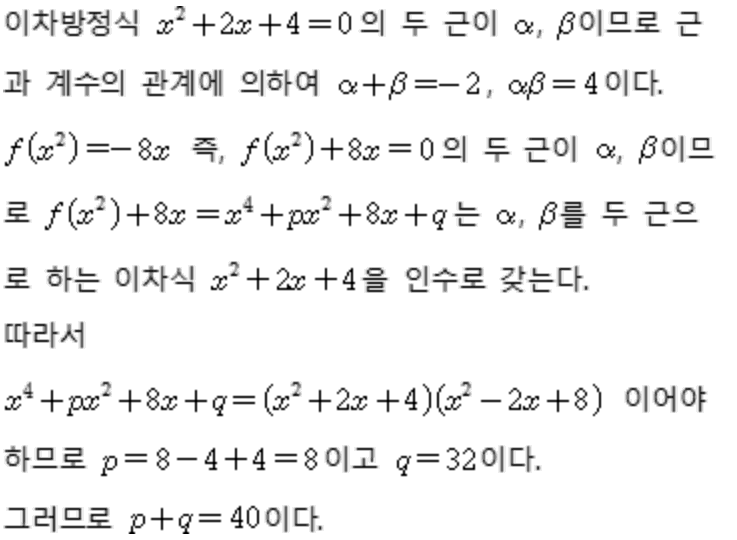 이차방정식 x²+2x+4=0의 두 근이 α, β이므로 근
과 계수의 관계에 의하여 α+β=-2, αβ=4이다.
f(x²)=-8x 즉, f(x²)+8x=0의 두 근이 α, β이므
로 f(x²)+8x=x⁴+px²+8x+q는 α, β를 두 근으
로 하는 이차식 x²+2x+4을 인수로 갖는다.
따라서
x⁴+px²+8x+q=(x²+2x+4)(x²-2x+8) 이어야
하므로 p=8-4+4=8이고 q=32이다.
그러므로 p+q=40이다.